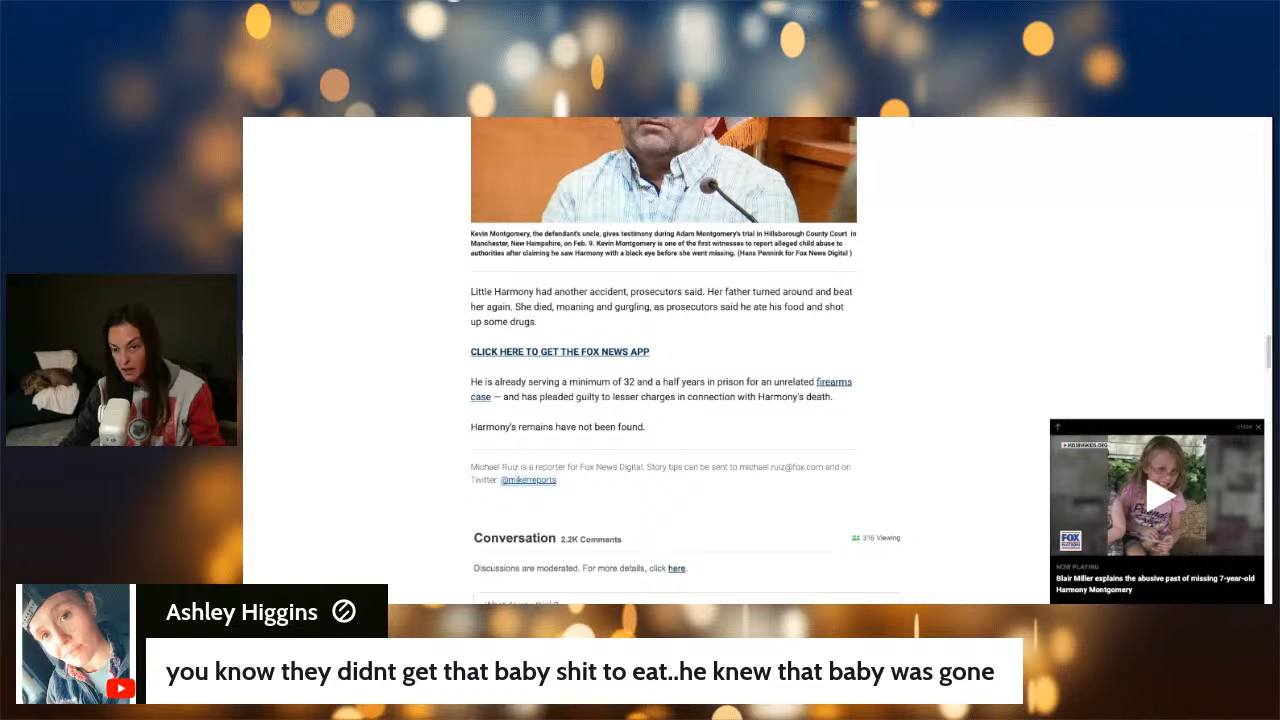 Kevin Montgomery, the defendant's uncle, gives testimony during Adam Montgomery's trial in Hillsborough County Court in
Manchester, New Hampshire, on Feb. 9. Kevin Montgomery is one of the first witnesses to report alleged child abuse to
authorities after claiming he saw Harmony with a black eye before she went missing. (Hans Pennink for Fox News Digital )
Little Harmony had another accident, prosecutors said. Her father turned around and beat
her again. She died, moaning and gurgling, as prosecutors said he ate his food and shot
up some drugs.
CLICK HERE TO GET THE FOX NEWS APP
He is already serving a minimum of 32 and a half years in prison for an unrelated firearms
case — and has pleaded guilty to lesser charges in connection with Harmony's death.
Harmony's remains have not been found.
Michael Ruiz is a reporter for Fox News Digital. Story tips can be sent to michael.ruiz@fox.com and on
Twitter: @mikerreports
Conversation 2.2K Comments
316 Viewing
Discussions are moderated. For more details, click here.
close
MISSINGKIDS.ORG
FOX
NATION
NOW PLAYING
Blair Miller explains the abusive past of missing 7-year-old
Harmony Montgomery
Ashley Higgins
you know they didnt get that baby shit to eat..he knew that baby was gone